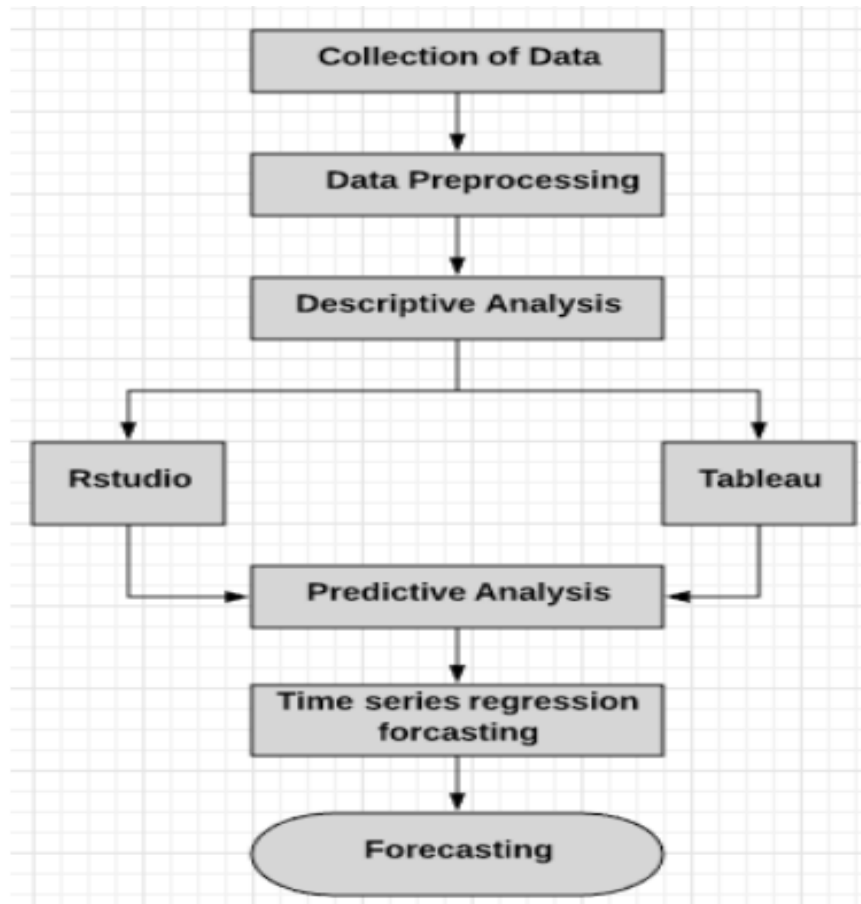 Collection of Data
Data Preprocessing
Descriptive Analysis
Rstudio
Tableau
Predictive Analysis
Time series regression
forcasting
Forecasting